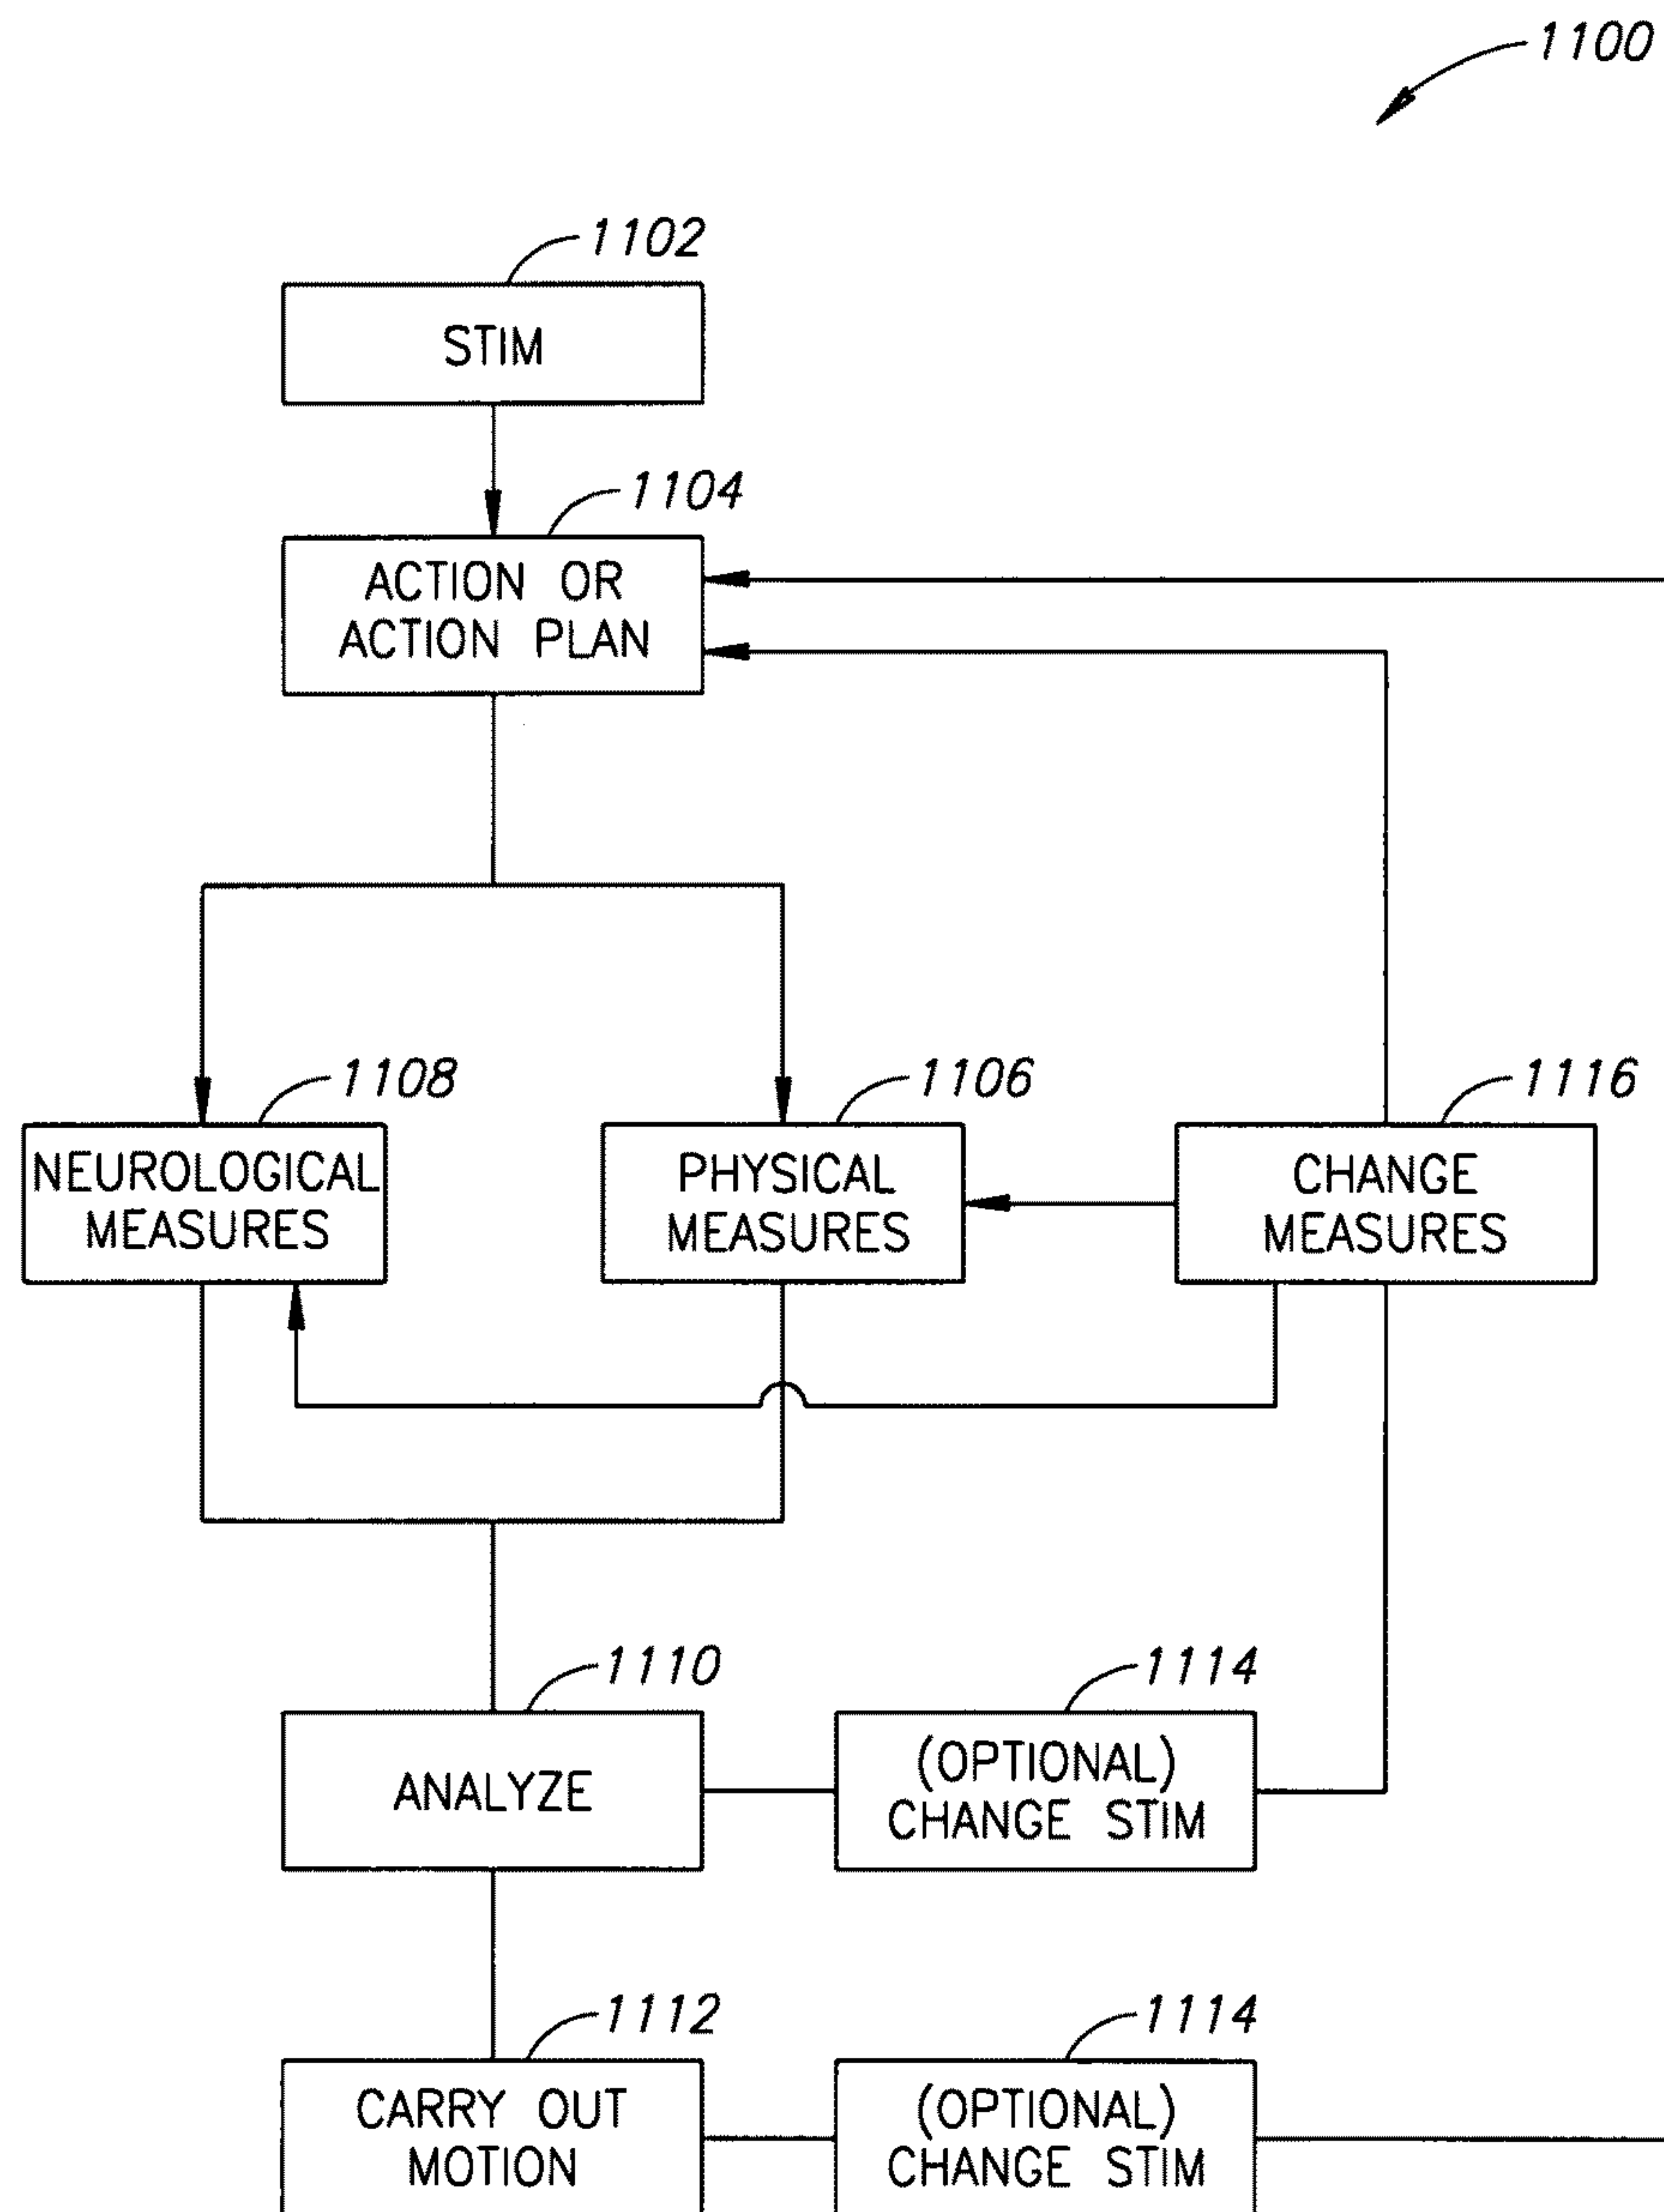 1100
1102
STIM
1104
ACTION OR
ACTION PLAN
1108
NEUROLOGICAL
MEASURES
1106
PHYSICAL
MEASURES
1116
CHANGE
MEASURES
1110
ANALYZE
1114
(OPTIONAL)
CHANGE STIM
1112
CARRY OUT
MOTION
1114
(OPTIONAL)
CHANGE STIM